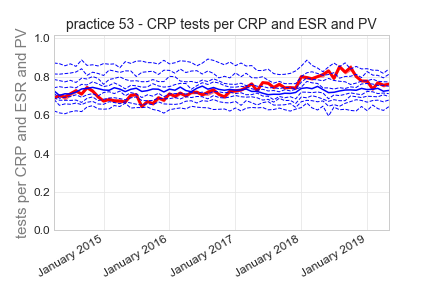 practice 53 - CRP tests per CRP and ESR and PV
tests per CRP and ESR and PV
1.0
0.8
0.6
0.4
0.2
0.0
January 2015
January 2016
January 2017
January 2018
January 2019